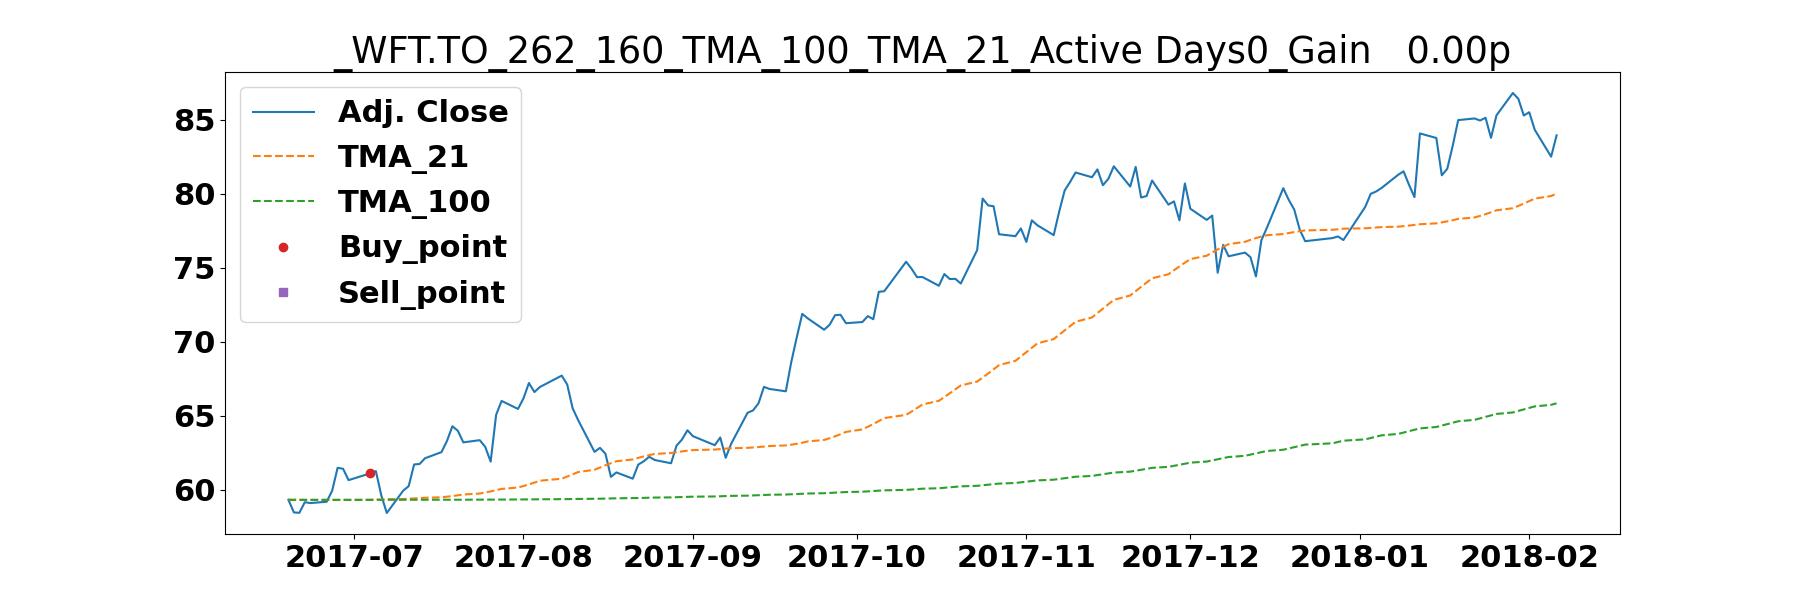 _WFT.TO_262_160_TMA_100_TMA_21_Active Days0_Gain   0.00p
Adj. Close
TMA_21
TMA_100
Buy_point
Sell_point
85
80
75
70
65
60
2017-07 2017-08 2017-09 2017-10 2017-11 2017-12 2018-01 2018-02